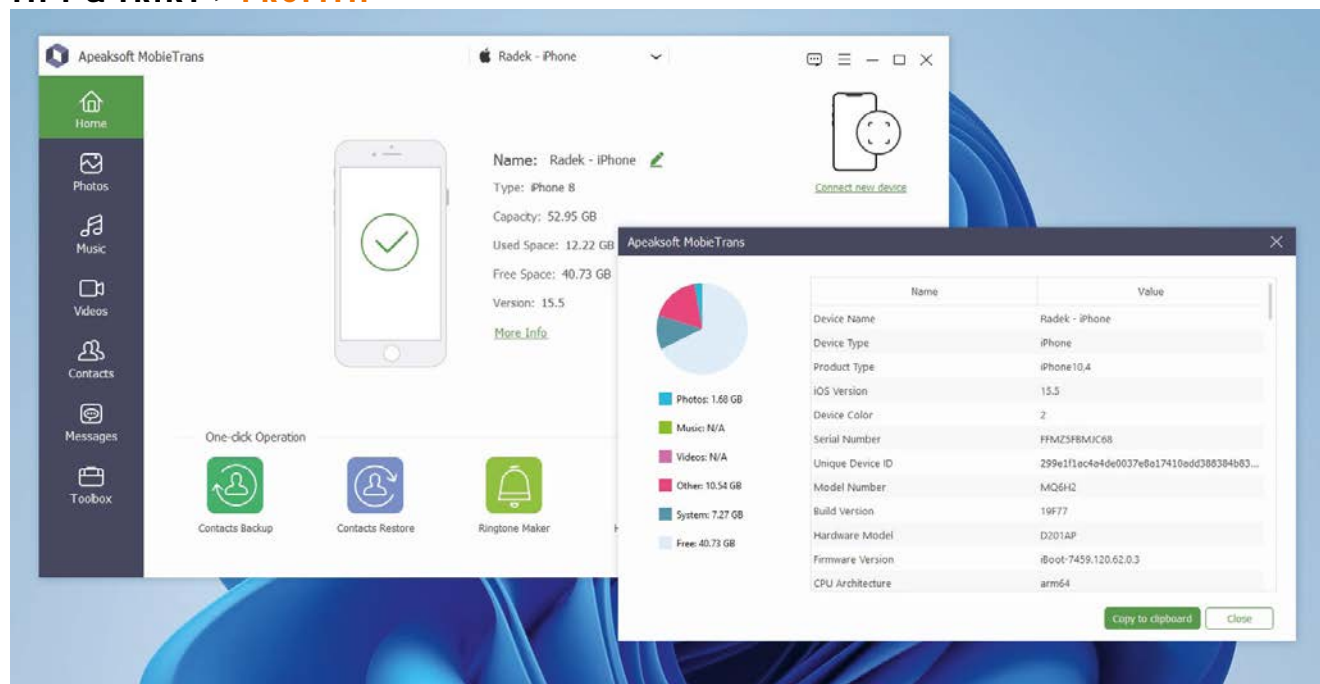 Apeaksoft MobieTrans
Radek - iPhone
Home
Photos
Music
Videos
Contacts
Messages
Toolbox
Name: Radek - iPhone
Type: iPhone 8
Capacity: 52.95 GB
Used Space: 12.22 GB
Free Space: 40.73 GB
Version: 15.5
More Info
Connect new device
One-click Operation
Contacts Backup
Contacts Restore
Ringtone Maker
Apeaksoft MobieTrans
Photos: 1.68 GB
Music: N/A
Videos: N/A
Other: 10.54 GB
System: 7.27 GB
Free: 40.73 GB
Name Value
Device Name Radek - iPhone
Device Type iPhone
Product Type iPhone10,4
iOS Version 15.5
Device Color 2
Serial Number FFMZ5FBMJC68
Unique Device ID
Model Number MQ6H2
Build Version 19F77
Hardware Model D201AP
Firmware Version iBoot-7459.120.62.0.3
CPU Architecture arm64
Copy to clipboard Close